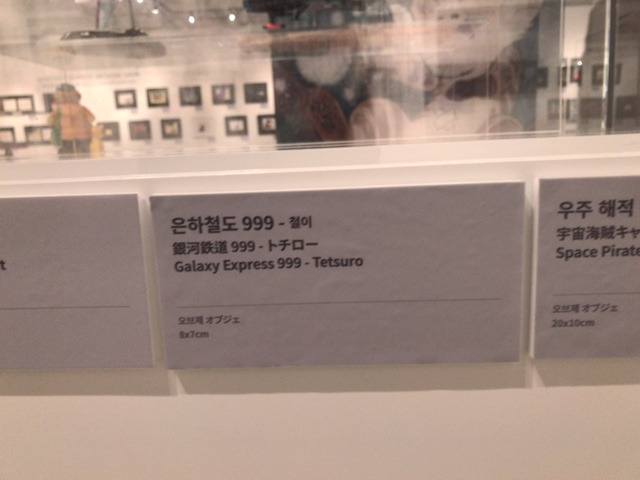 t
은하철도 999 - 철이
銀河鉄道 999 - トチロー
Galaxy Express 999 - Tetsuro
오브제 オブジェ
8x7cm
우주 해적
宇宙海賊キャ
Space Pirate
오브제 オブジェ
20x10cm